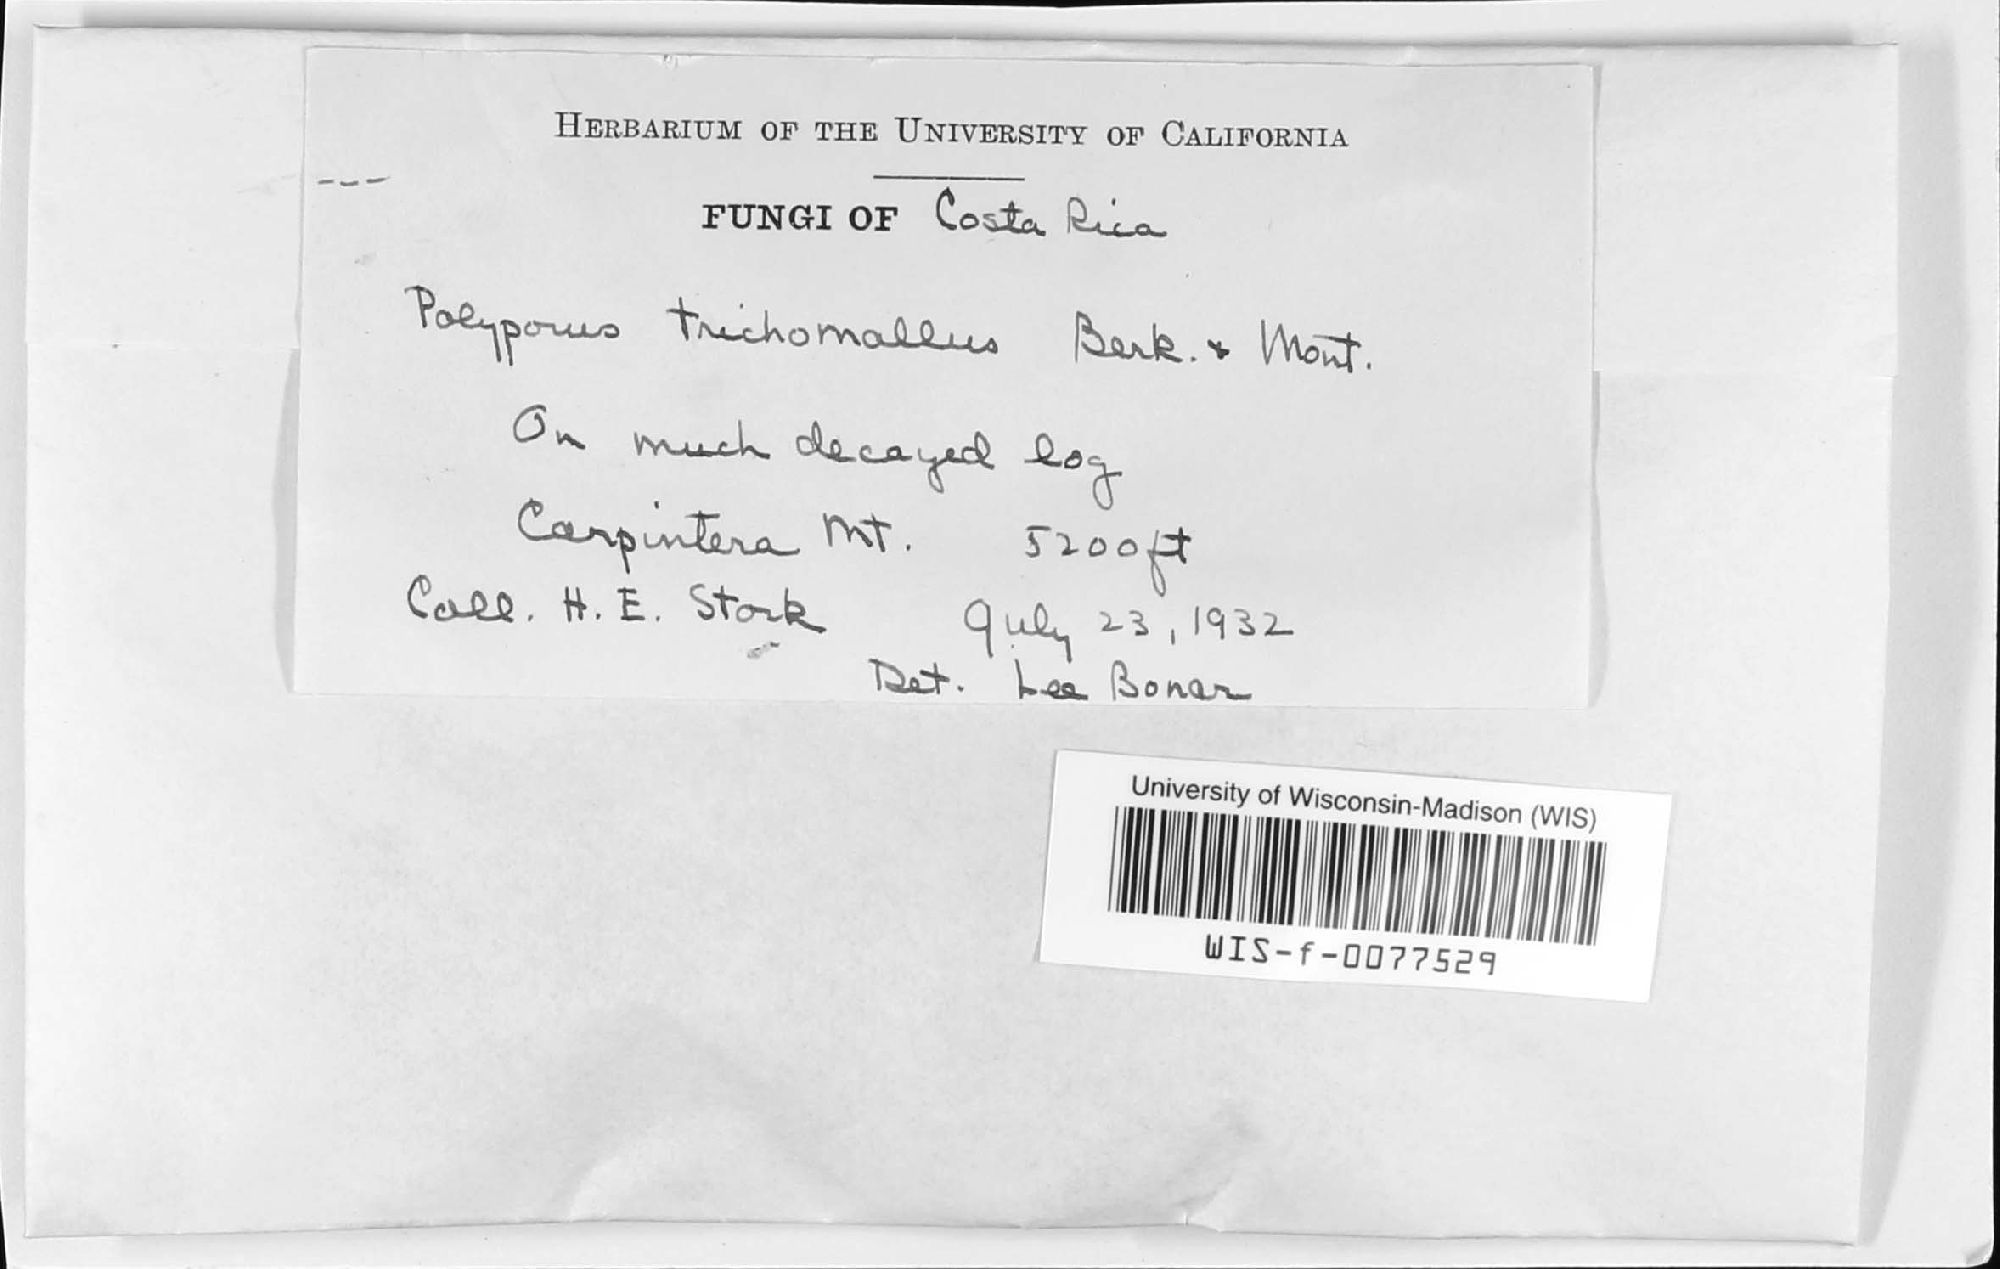 HERBARIUM OF THE UNIVERSITY OF CALIFORNIA
FUNGI OF Costa Rica
Polyporus trichomallus Berk. & Mont.
On much decayed log
Carpintera Mt. 5200ft
Coll. H. E. Stork July 23, 1932
Det. Lee Bonar
University of Wisconsin-Madison (WIS)
WIS-f-0077529